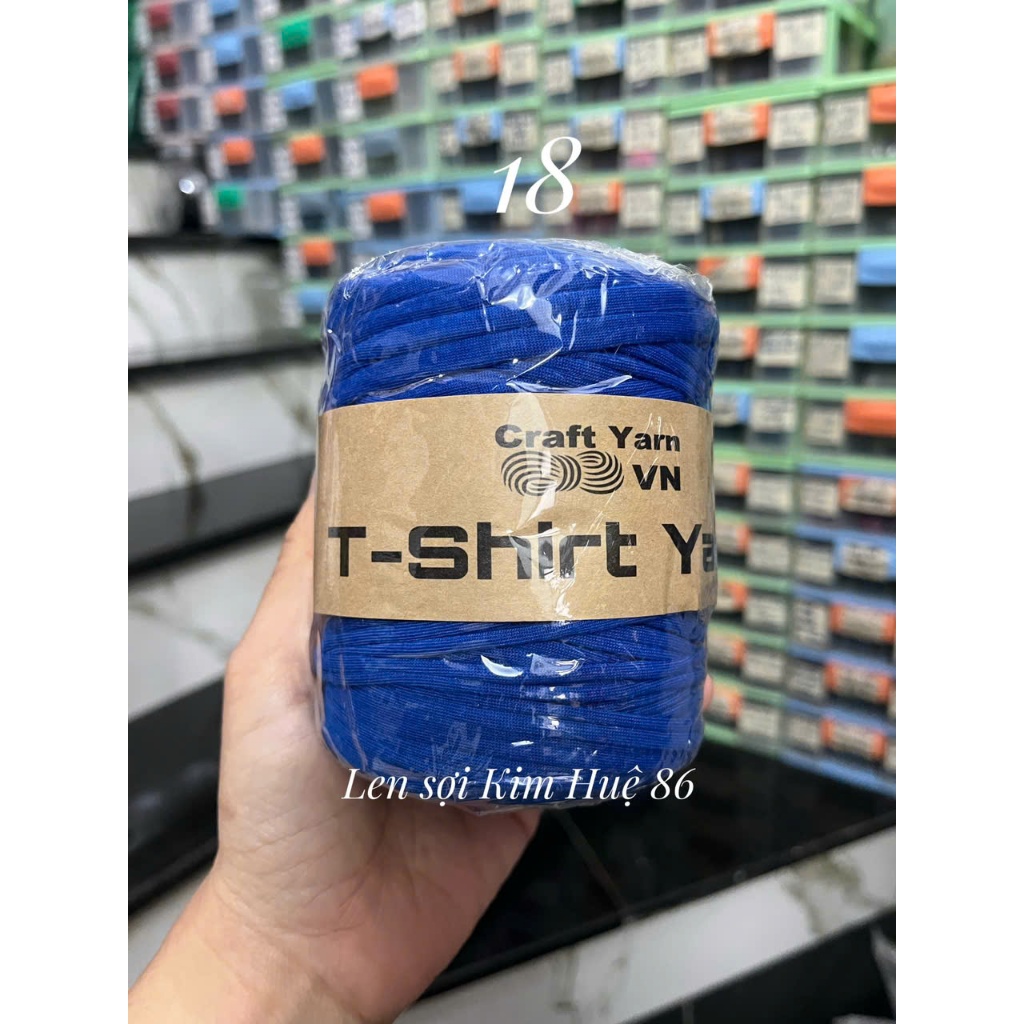 18
Craft Yarn
VN
T-Shirt Ya
Len sợi Kim Huệ 86